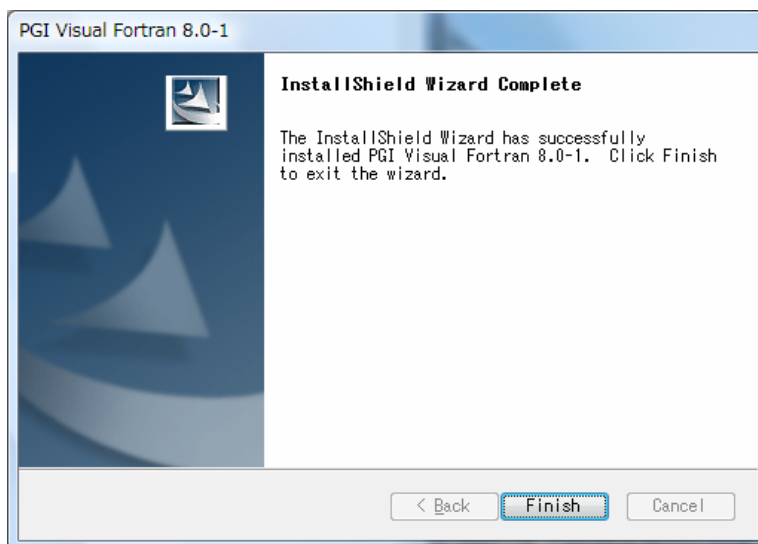 PGI Visual Fortran 8.0-1
InstallShield Wizard Complete
The InstallShield Wizard has successfully
installed PGI Visual Fortran 8.0-1. Click Finish
to exit the wizard.
< Back
Finish
Cancel